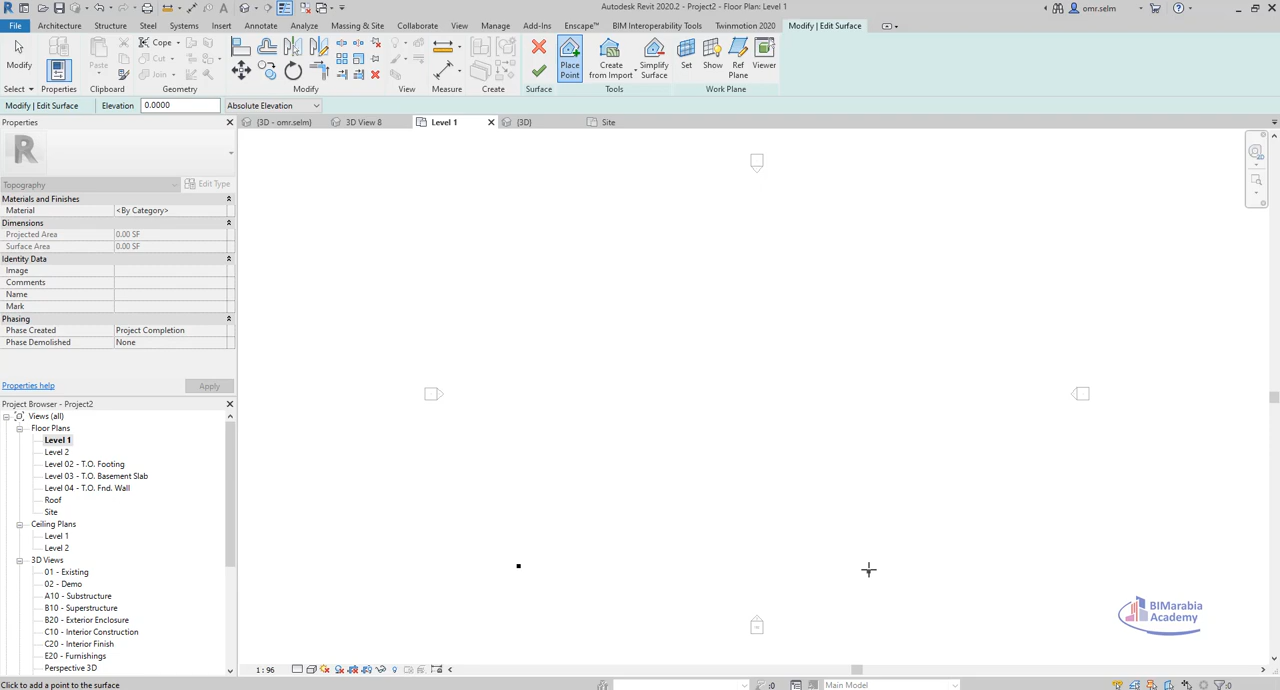 Autodesk Revit 2020.2 - Project2 - Floor Plan: Level 1
omr.selm
File Architecture Structure Steel Systems Insert Annotate Analyze Massing & Site Collaborate View Manage Add-Ins Enscape™ BIM Interoperability Tools Twinmotion 2020 Modify | Edit Surface
Modify
Paste
Cope
Cut
Join
Place Point
Create from Import
Simplify Surface
Set
Show
Ref Plane
Viewer
Select Properties Clipboard Geometry Modify View Measure Create Surface Tools Work Plane
Modify | Edit Surface Elevation 0.0000 Absolute Elevation
Properties
{3D - omr.selm} 3D View 8 Level 1 {3D} Site
R
Topography Edit Type
Materials and Finishes
Material <By Category>
Dimensions
Projected Area 0.00 SF
Surface Area 0.00 SF
Identity Data
Image
Comments
Name
Mark
Phasing
Phase Created Project Completion
Phase Demolished None
Properties help Apply
Project Browser - Project2
Views (all)
Floor Plans
Level 1
Level 2
Level 02 - T.O. Footing
Level 03 - T.O. Basement Slab
Level 04 - T.O. Fnd. Wall
Roof
Site
Ceiling Plans
Level 1
Level 2
3D Views
01 - Existing
02 - Demo
A10 - Substructure
B10 - Superstructure
B20 - Exterior Enclosure
C10 - Interior Construction
C20 - Interior Finish
E20 - Furnishings
Perspective 3D
BIMarabia
Academy
1 : 96
Click to add a point to the surface
:0 Main Model :0